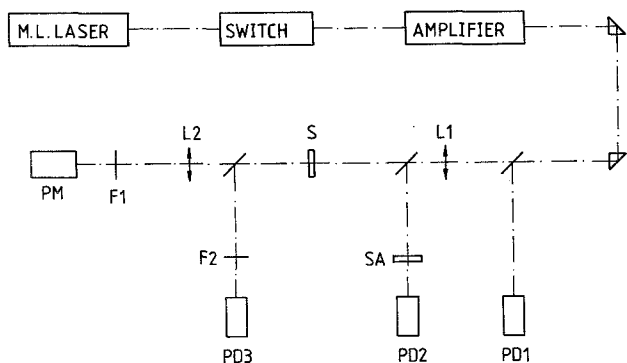 M.L. LASER
SWITCH
AMPLIFIER
L2
S
L1
PM
F1
F2
SA
PD3
PD2
PD1